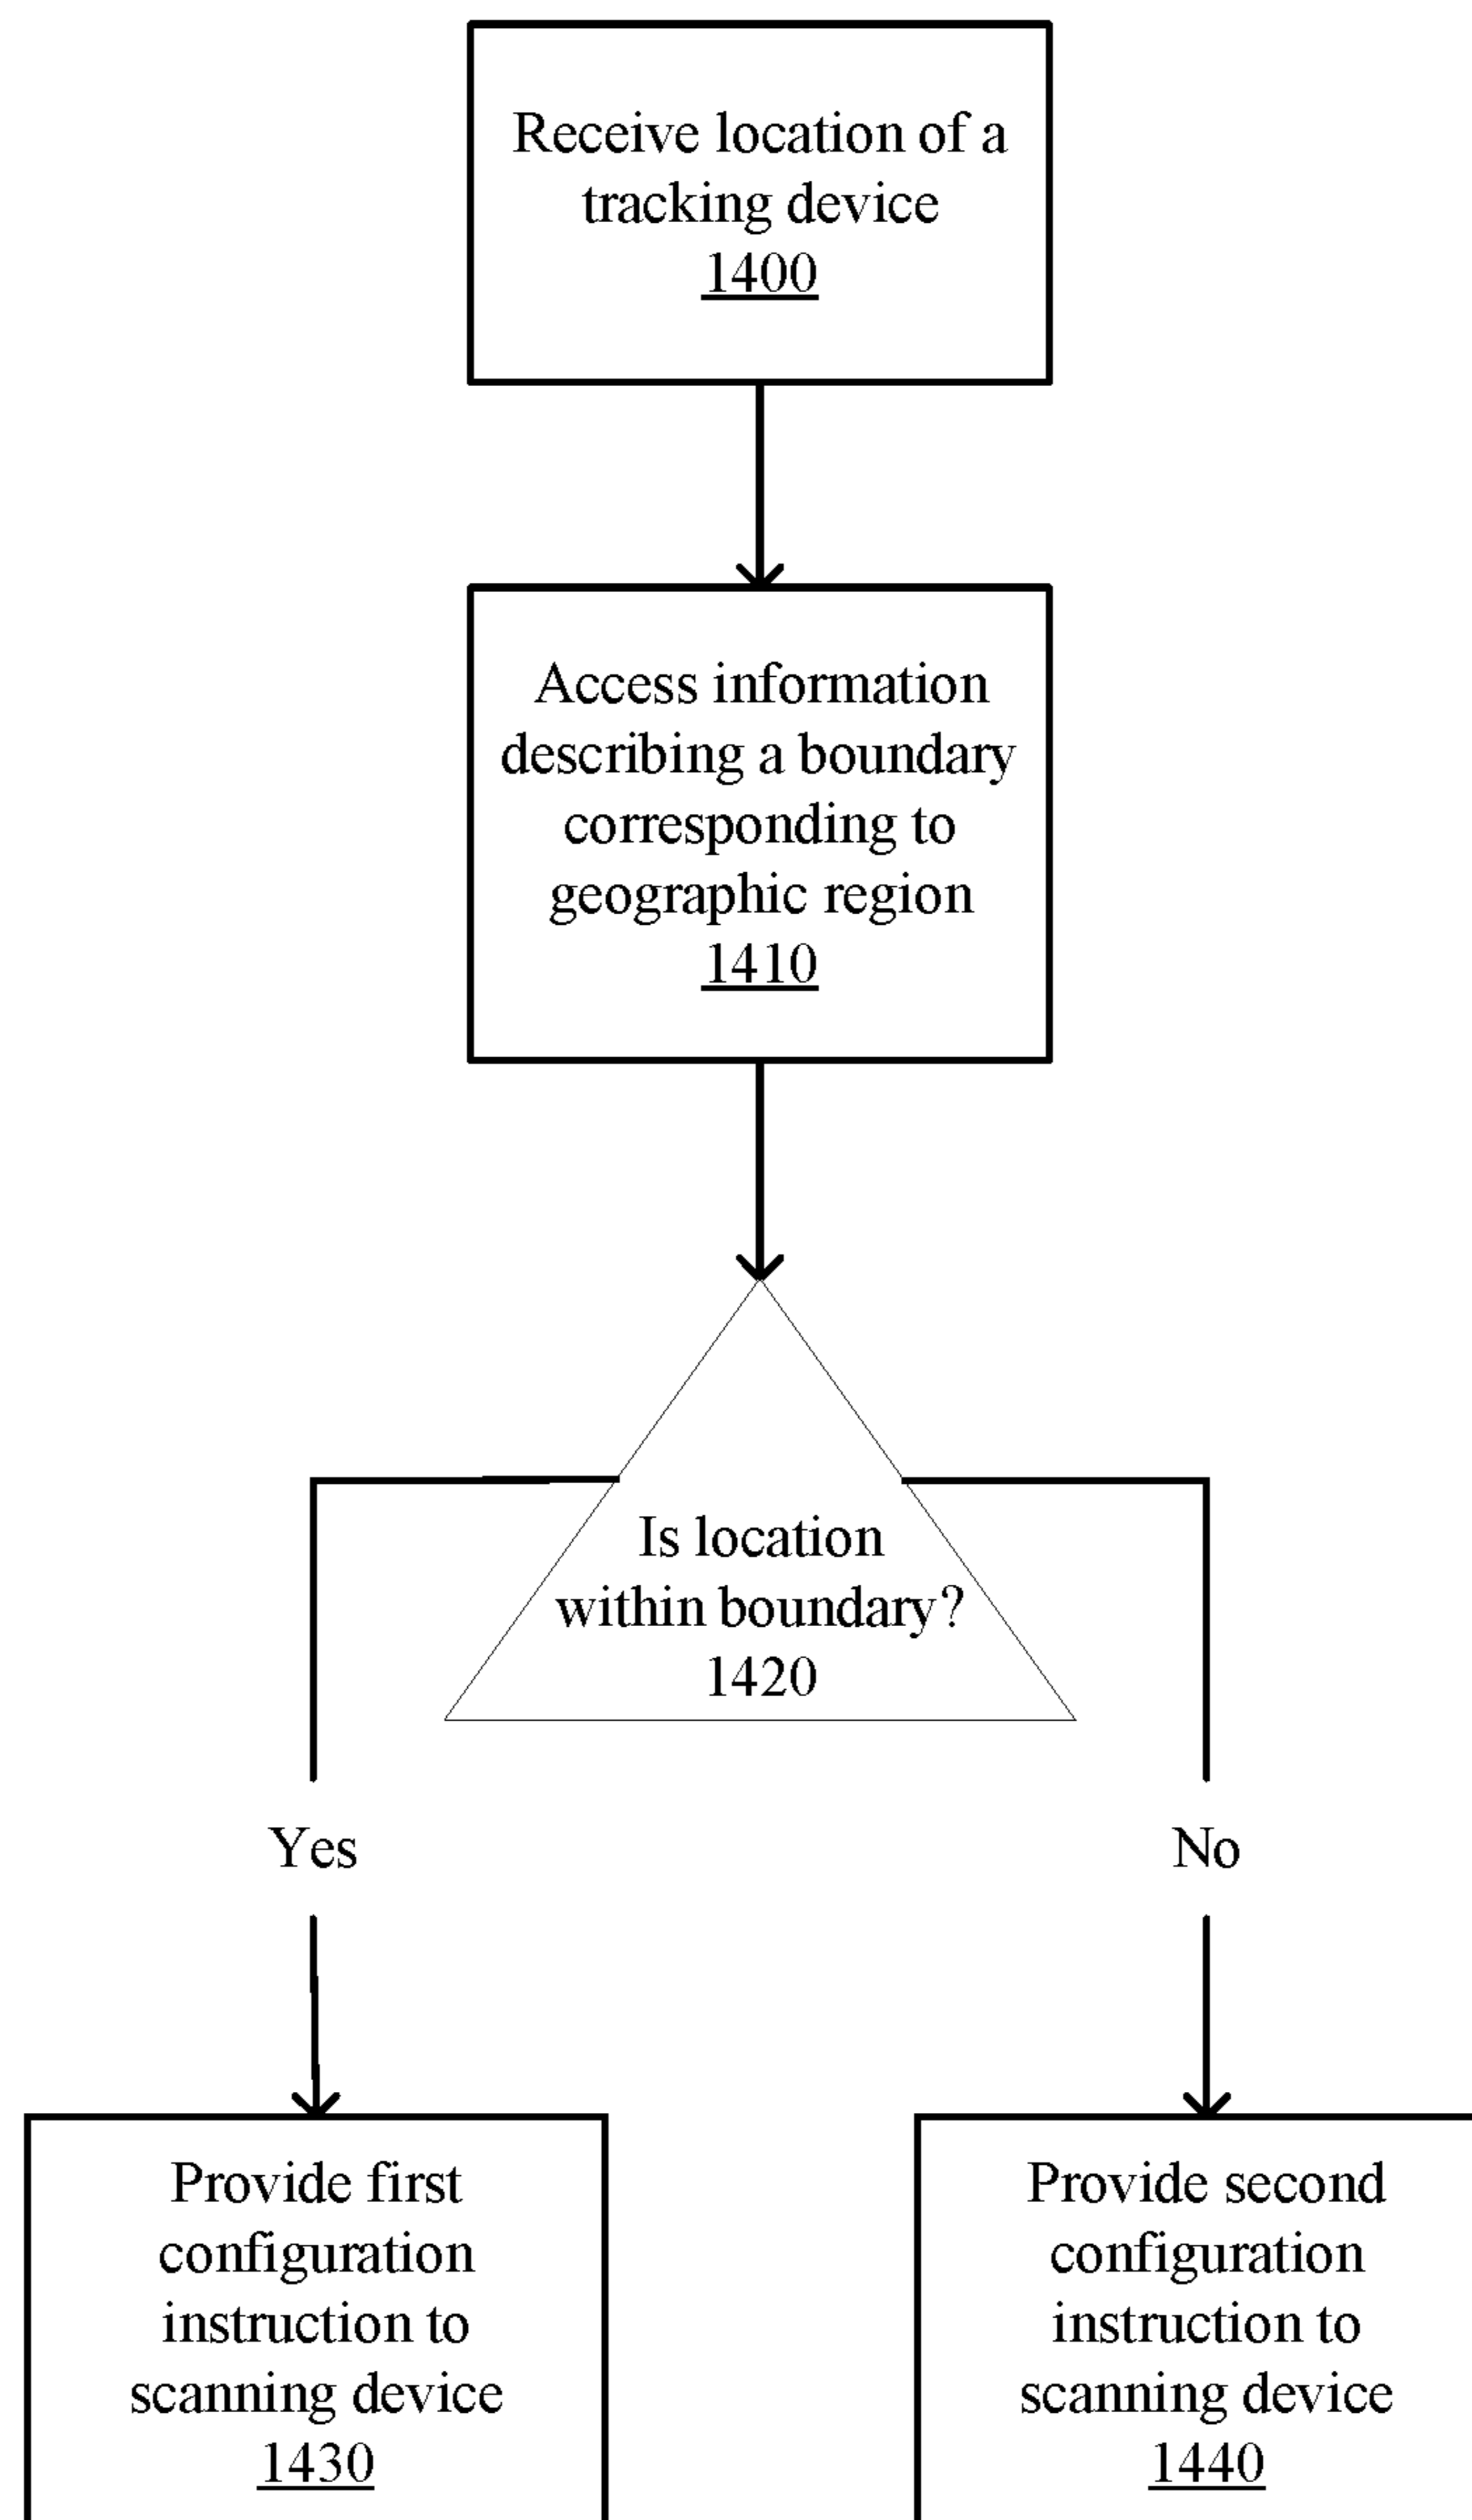 Receive location of a
tracking device
1400
Access information
describing a boundary
corresponding to
geographic region
1410
Is location
within boundary?
1420
Yes
No
Provide first
configuration
instruction to
scanning device
1430
Provide second
configuration
instruction to
scanning device
1440